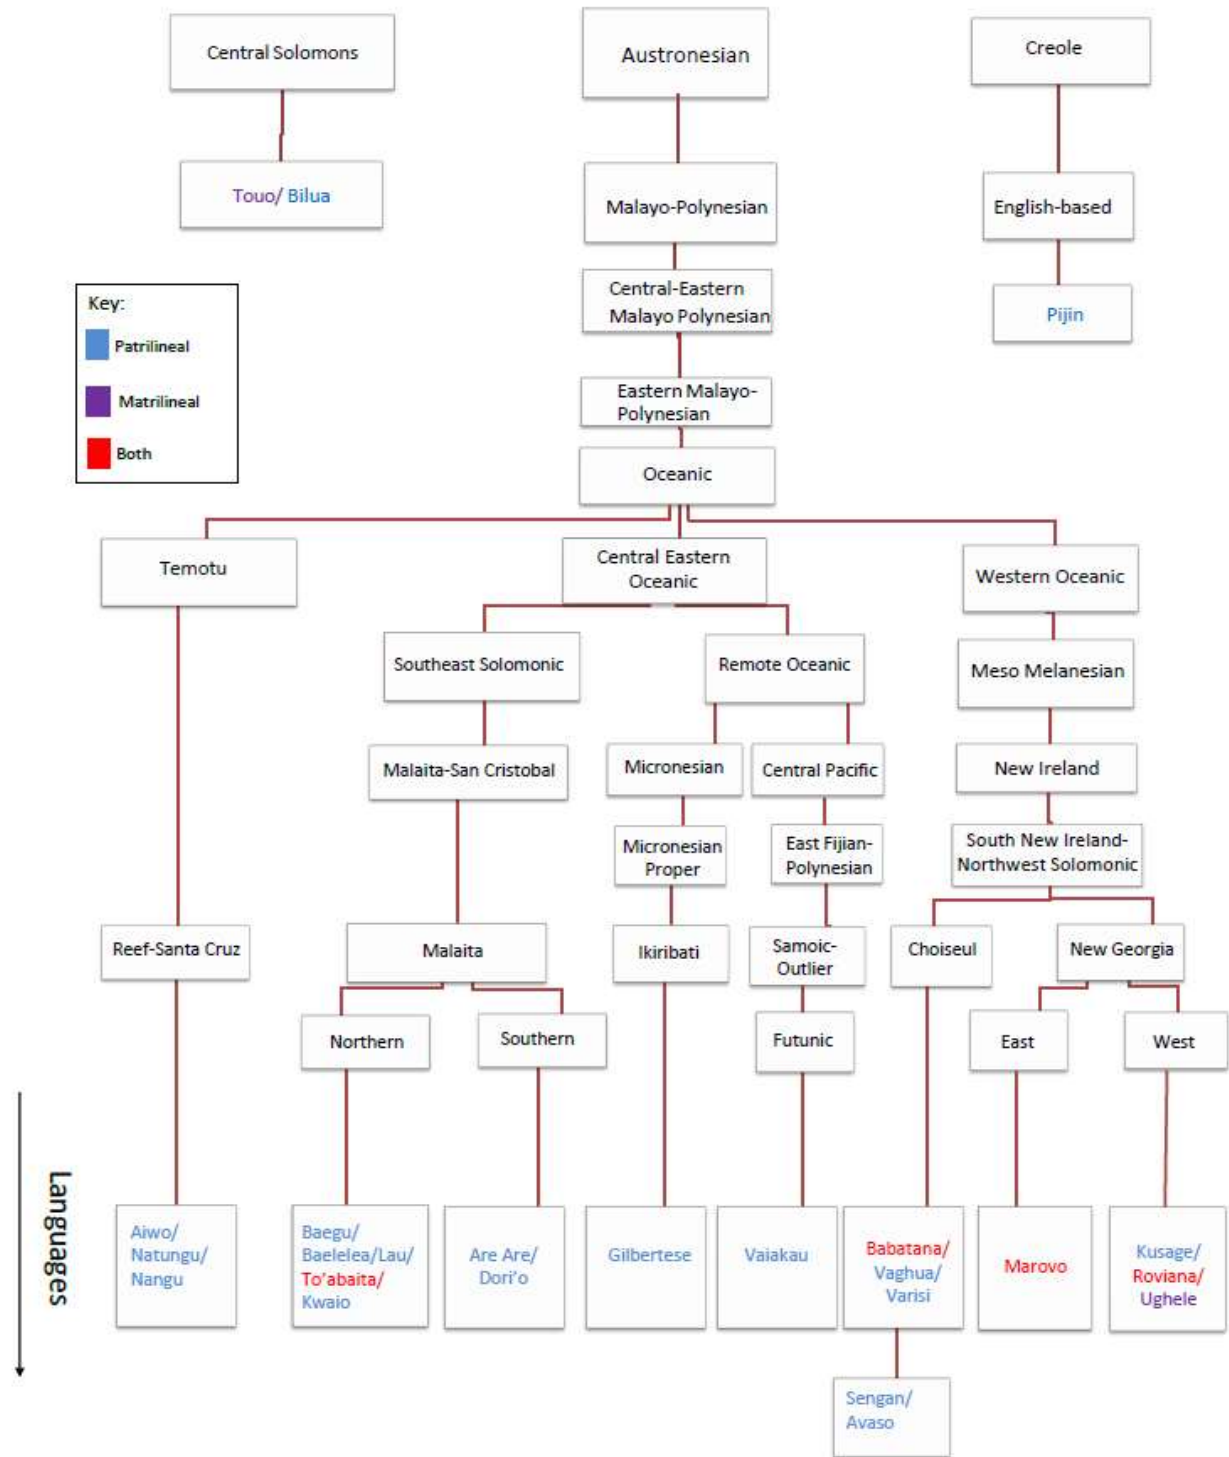 Central Solomons
Austronesian
Creole
Touo/ Bilua
Malayo-Polynesian
English-based
Key:
Patrilineal
Matrilineal
Both
Central-Eastern
Malayo Polynesian
Pijin
Eastern Malayo-
Polynesian
Oceanic
Temotu
Central Eastern
Oceanic
Western Oceanic
Southeast Solomonic
Remote Oceanic
Meso Melanesian
Malaita-San Cristobal
Micronesian
Central Pacific
New Ireland
Micronesian
Proper
East Fijian-
Polynesian
South New Ireland-
Northwest Solomonic
Reef-Santa Cruz
Malaita
Ikiribati
Samoic-
Outlier
Choiseul
New Georgia
Northern
Southern
Futunic
East
West
Languages
Aiwo/
Natungu/
Nangu
Baegu/
Baelelea/Lau/
To'abaita/
Kwaio
Are Are/
Dori'o
Gilbertese
Vaiakau
Babatana/
Vaghua/
Varisi
Marovo
Kusage/
Roviana/
Ughele
Sengan/
Avaso